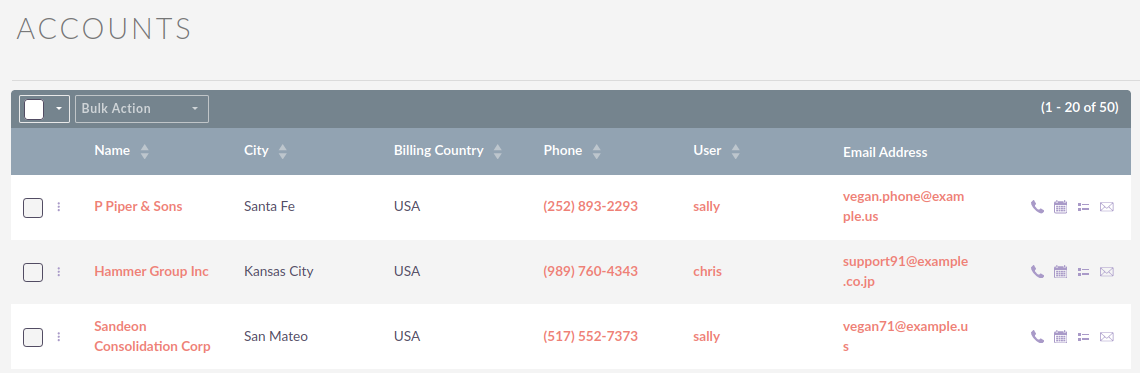 ACCOUNTS
Bulk Action (1 - 20 of 50)
Name City Billing Country Phone User Email Address
P Piper & Sons Santa Fe USA (252) 893-2293 sally vegan.phone@exam
ple.us
Hammer Group Inc Kansas City USA (989) 760-4343 chris support91@example
.co.jp
Sandeon San Mateo USA (517) 552-7373 sally vegan71@example.u
Consolidation Corp s